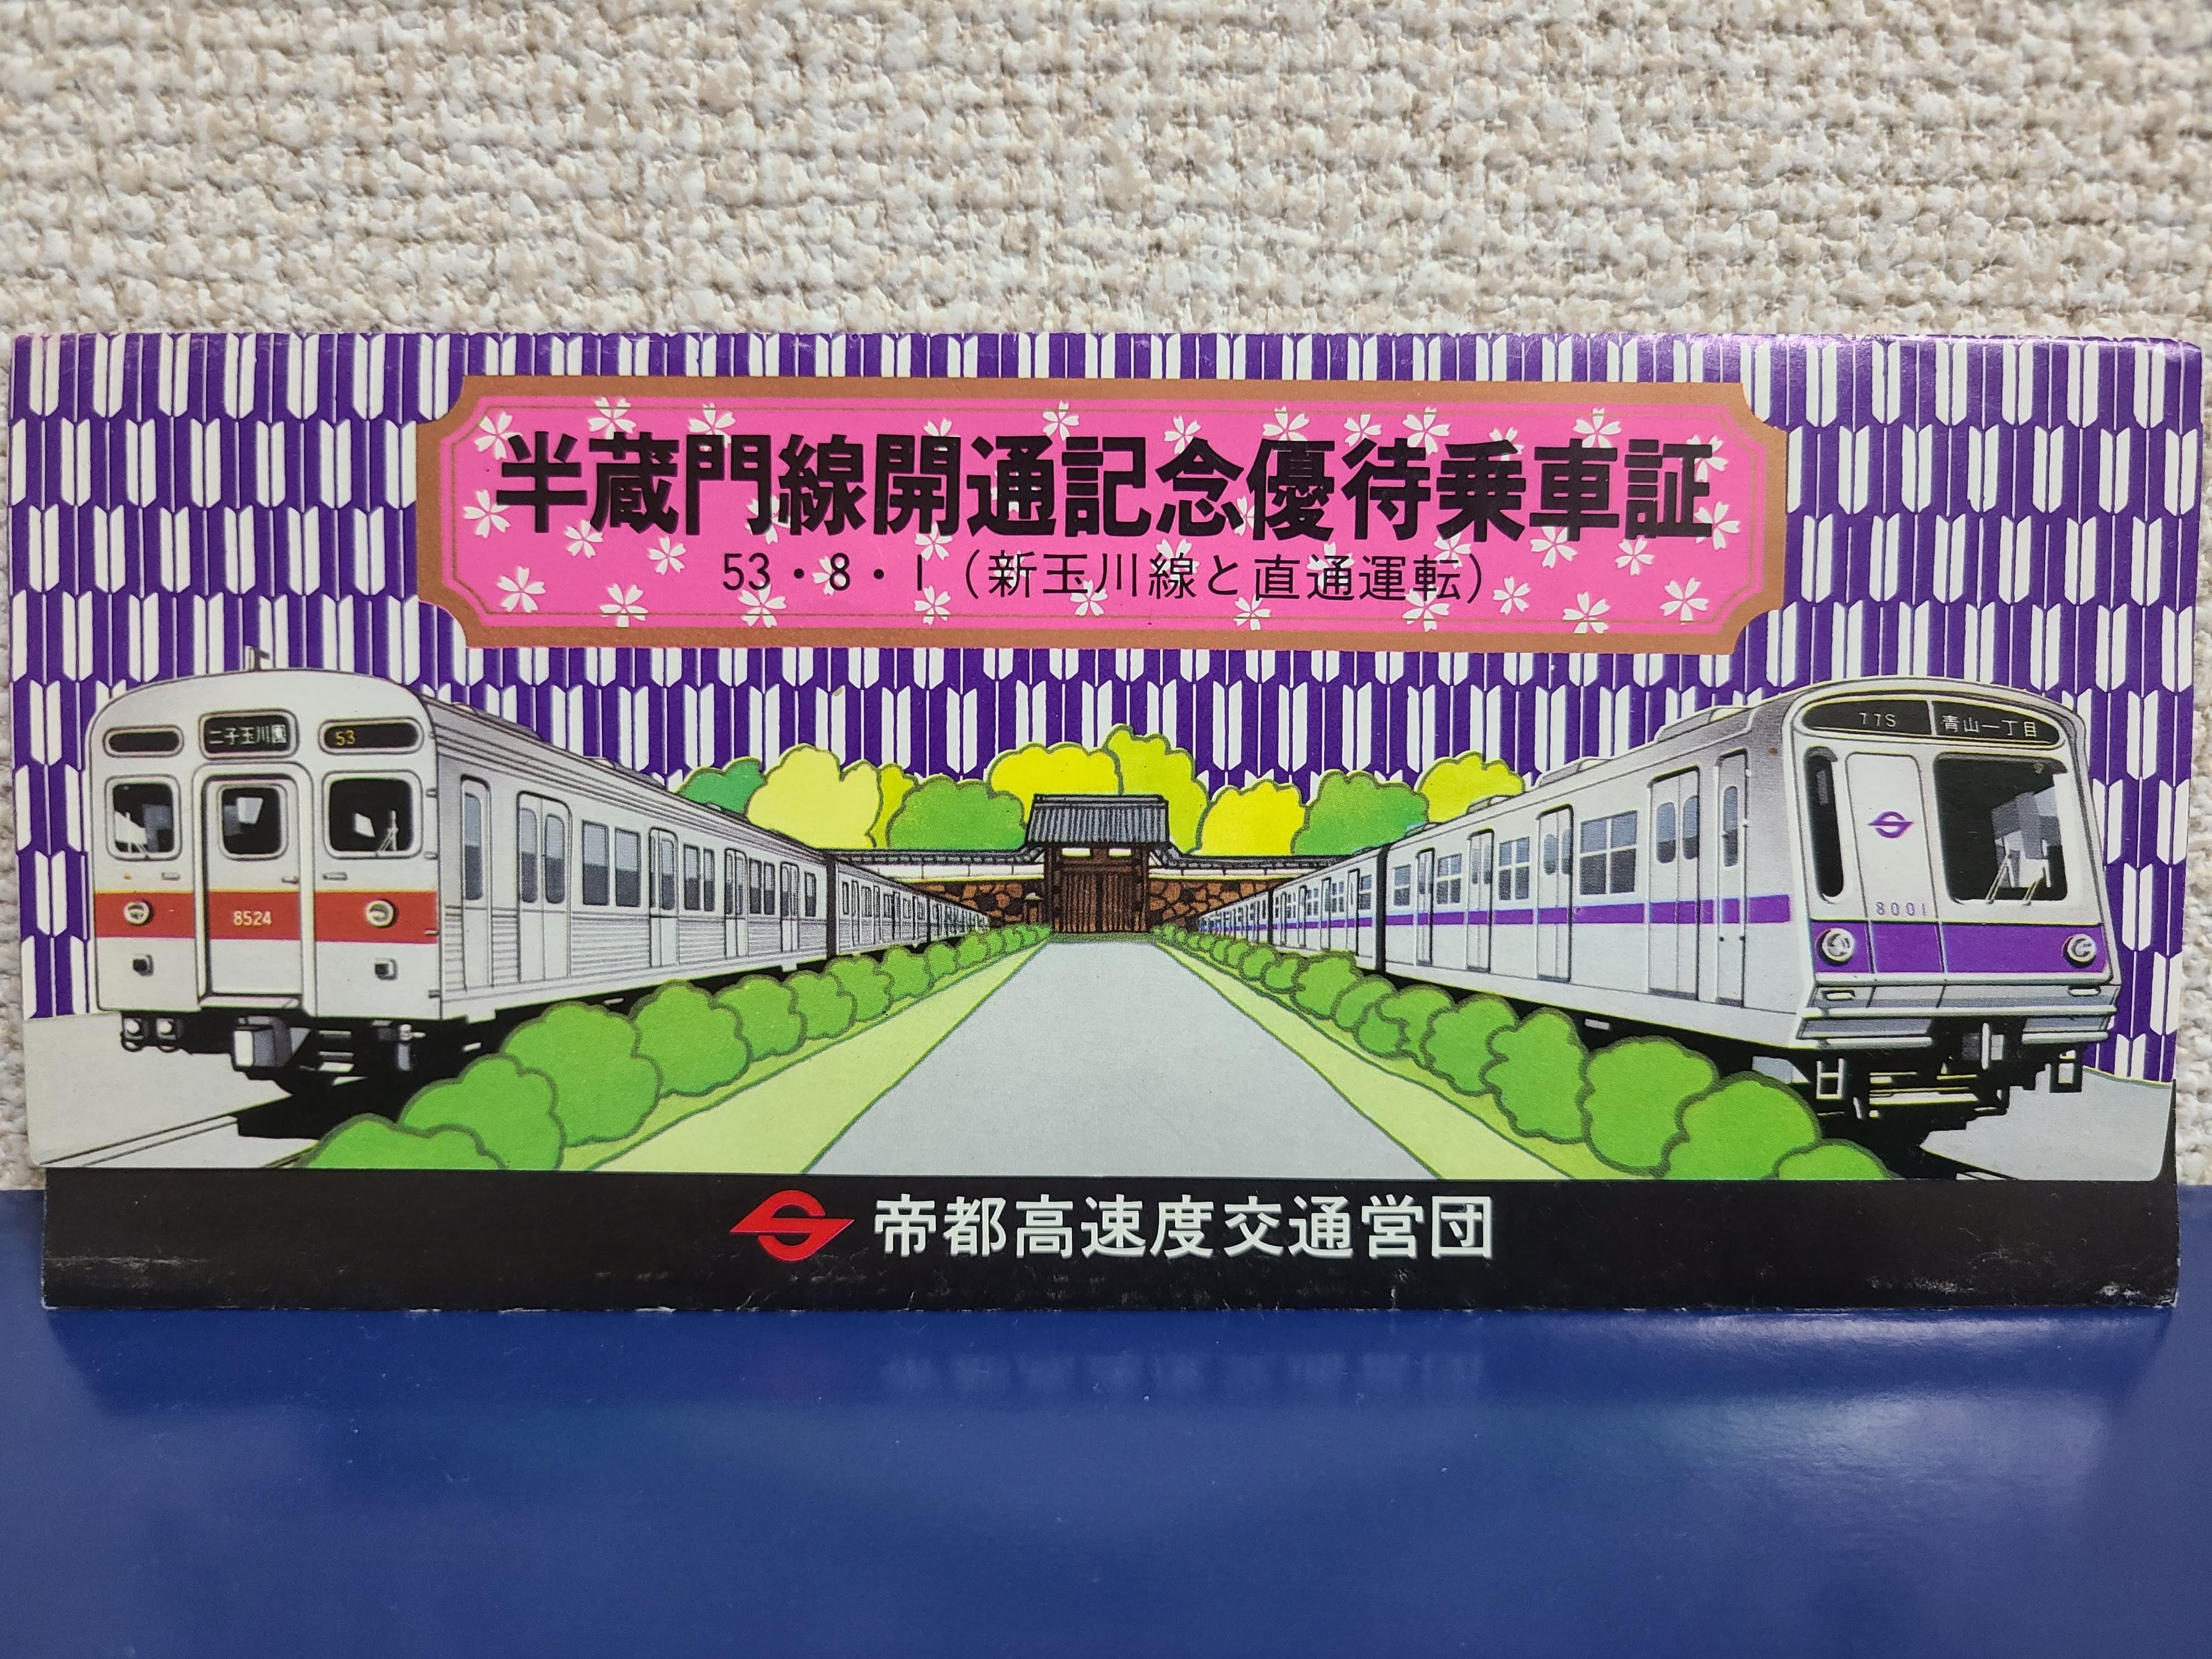 半蔵門線開通記念優待乗車証
53・8・1（新玉川線と直通運転）
二子玉川園
53
8524
77S
青山一丁目
8001
帝都高速度交通営団